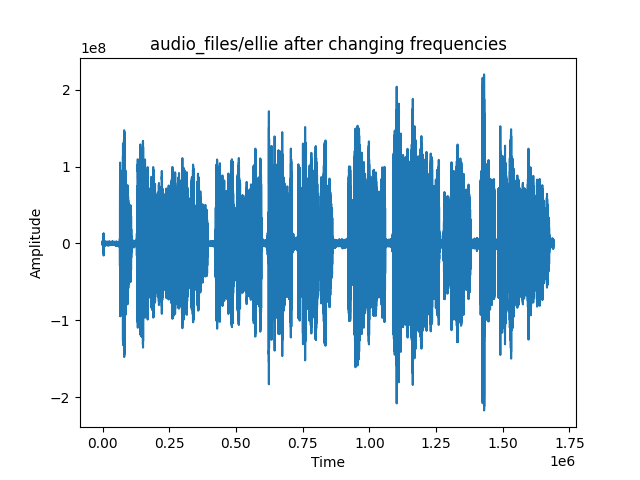 audio_files/ellie after changing frequencies
1e8
2
1
0
−1
−2
Amplitude
0.00 0.25 0.50 0.75 1.00 1.25 1.50 1.75
1e6
Time